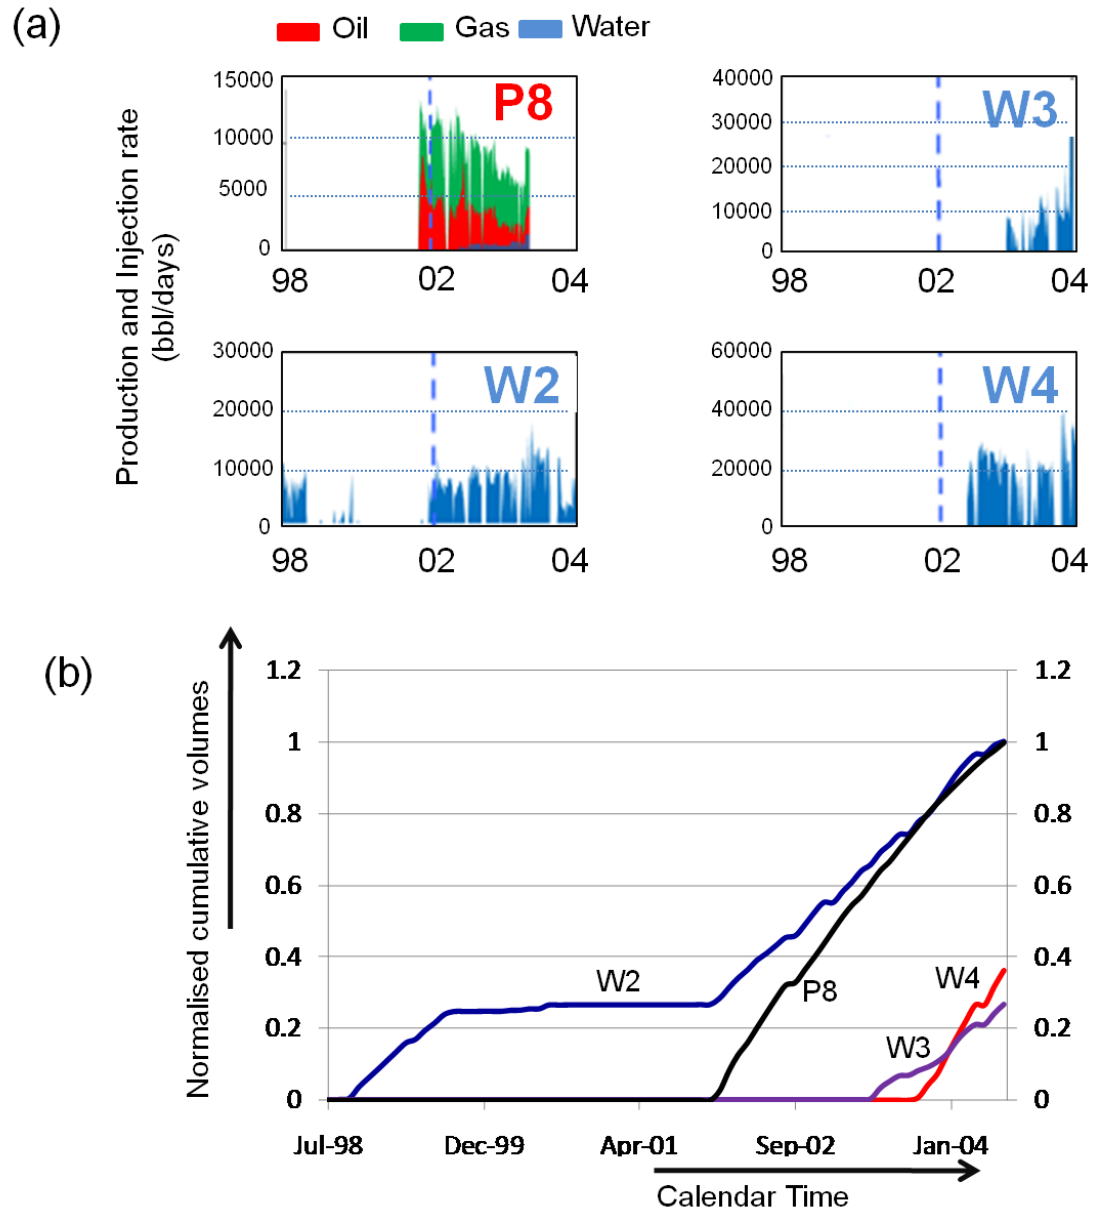 (a)
Oil Gas Water
Production and Injection rate
(bbl/days)
15000
10000
5000
0
P8
98 02 04
40000
30000
20000
10000
0
W3
98 02 04
30000
20000
10000
0
W2
98 02 04
60000
40000
20000
0
W4
98 02 04
(b)
Normalised cumulative volumes
1.2 1.2
1 1
0.8 0.8
0.6 0.6
0.4 0.4
0.2 0.2
0 0
W2
P8
W4
W3
Jul-98 Dec-99 Apr-01 Sep-02 Jan-04
Calendar Time